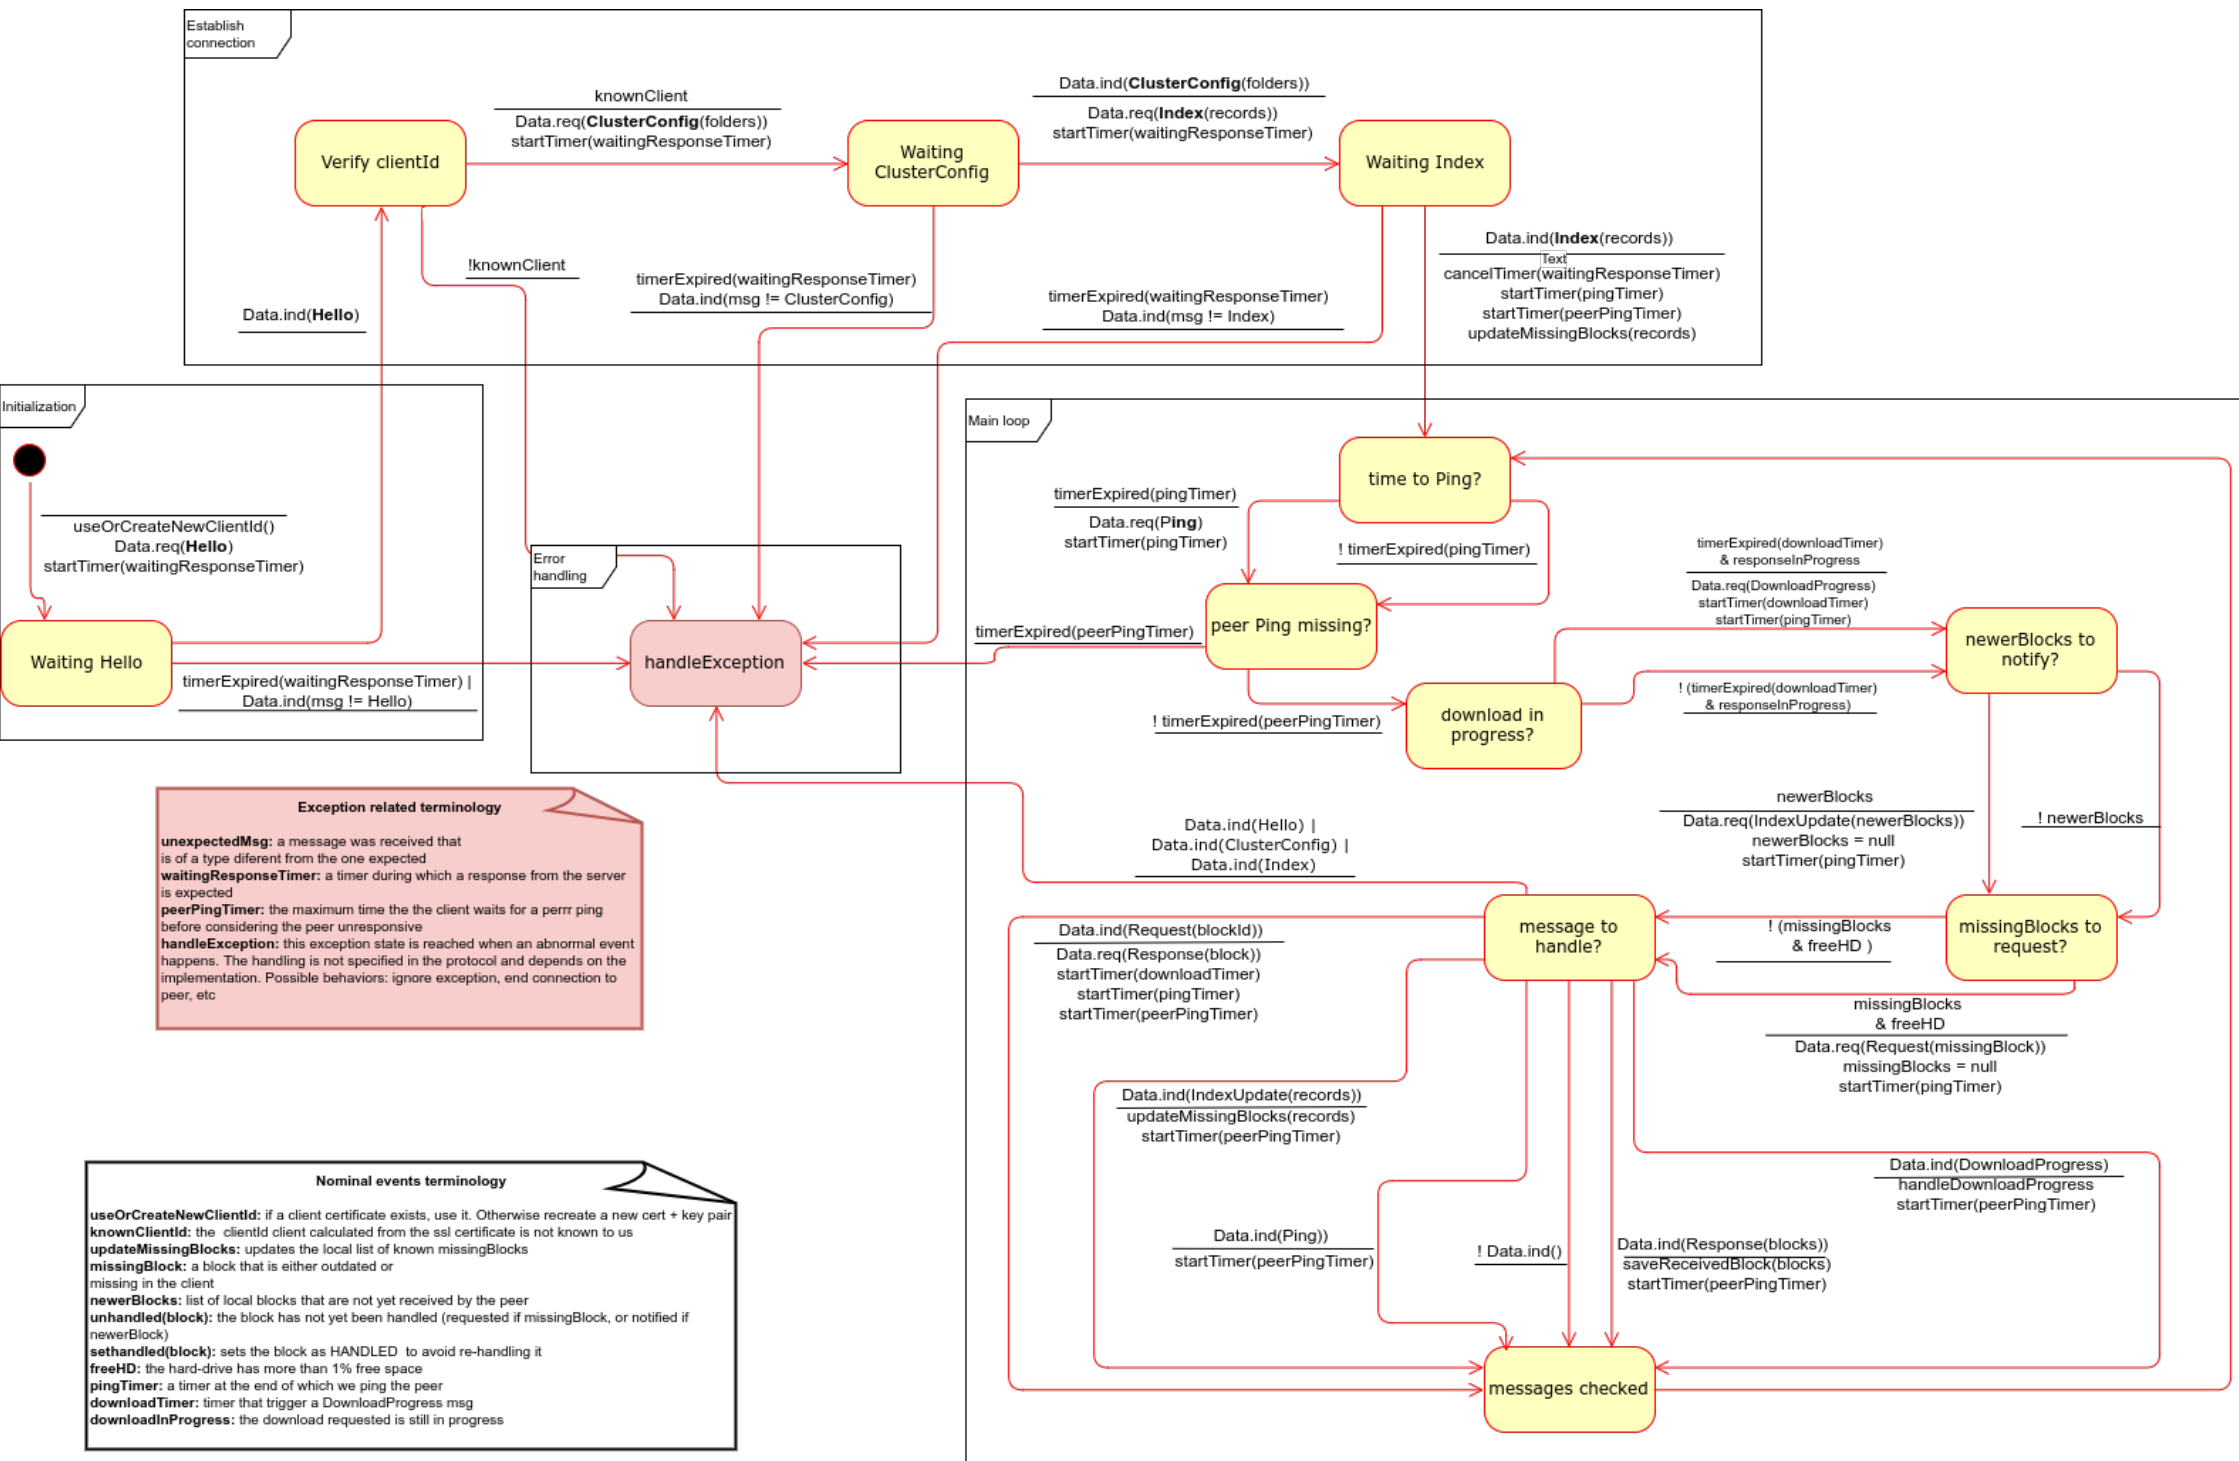 Establish
connection
knownClient
Data.req(ClusterConfig(folders))
startTimer(waitingResponseTimer)
Data.ind(ClusterConfig(folders))
Data.req(Index(records))
startTimer(waitingResponseTimer)
Verify clientId
Waiting
ClusterConfig
Waiting Index
!knownClient
timerExpired(waitingResponseTimer)
Data.ind(msg != ClusterConfig)
timerExpired(waitingResponseTimer)
Data.ind(msg != Index)
Data.ind(Index(records))
Text
cancelTimer(waitingResponseTimer)
startTimer(pingTimer)
startTimer(peerPingTimer)
updateMissingBlocks(records)
Data.ind(Hello)
Initialization
useOrCreateNewClientId()
Data.req(Hello)
startTimer(waitingResponseTimer)
Waiting Hello
timerExpired(waitingResponseTimer) |
Data.ind(msg != Hello)
Error
handling
handleException
Main loop
time to Ping?
timerExpired(pingTimer)
Data.req(Ping)
startTimer(pingTimer)
! timerExpired(pingTimer)
peer Ping missing?
timerExpired(peerPingTimer)
! timerExpired(peerPingTimer)
download in
progress?
timerExpired(downloadTimer)
& responseInProgress
Data.req(DownloadProgress)
startTimer(downloadTimer)
startTimer(pingTimer)
! (timerExpired(downloadTimer)
& responseInProgress)
newerBlocks to
notify?
newerBlocks
Data.req(IndexUpdate(newerBlocks))
newerBlocks = null
startTimer(pingTimer)
! newerBlocks
Data.ind(Hello) |
Data.ind(ClusterConfig) |
Data.ind(Index)
message to
handle?
! (missingBlocks
& freeHD )
missingBlocks to
request?
missingBlocks
& freeHD
Data.req(Request(missingBlock))
missingBlocks = null
startTimer(pingTimer)
Data.ind(Request(blockId))
Data.req(Response(block))
startTimer(downloadTimer)
startTimer(pingTimer)
startTimer(peerPingTimer)
Data.ind(IndexUpdate(records))
updateMissingBlocks(records)
startTimer(peerPingTimer)
Data.ind(Ping))
startTimer(peerPingTimer)
! Data.ind()
Data.ind(Response(blocks))
saveReceivedBlock(blocks)
startTimer(peerPingTimer)
Data.ind(DownloadProgress)
handleDownloadProgress
startTimer(peerPingTimer)
messages checked
Exception related terminology
unexpectedMsg: a message was received that
is of a type diferent from the one expected
waitingResponseTimer: a timer during which a response from the server
is expected
peerPingTimer: the maximum time the the client waits for a perrr ping
before considering the peer unresponsive
handleException: this exception state is reached when an abnormal event
happens. The handling is not specified in the protocol and depends on the
implementation. Possible behaviors: ignore exception, end connection to
peer, etc
Nominal events terminology
useOrCreateNewClientId: if a client certificate exists, use it. Otherwise recreate a new cert + key pair
knownClientId: the  clientId client calculated from the ssl certificate is not known to us
updateMissingBlocks: updates the local list of known missingBlocks
missingBlock: a block that is either outdated or
missing in the client
newerBlocks: list of local blocks that are not yet received by the peer
unhandled(block): the block has not yet been handled (requested if missingBlock, or notified if
newerBlock)
sethandled(block): sets the block as HANDLED  to avoid re-handling it
freeHD: the hard-drive has more than 1% free space
pingTimer: a timer at the end of which we ping the peer
downloadTimer: timer that trigger a DownloadProgress msg
downloadInProgress: the download requested is still in progress